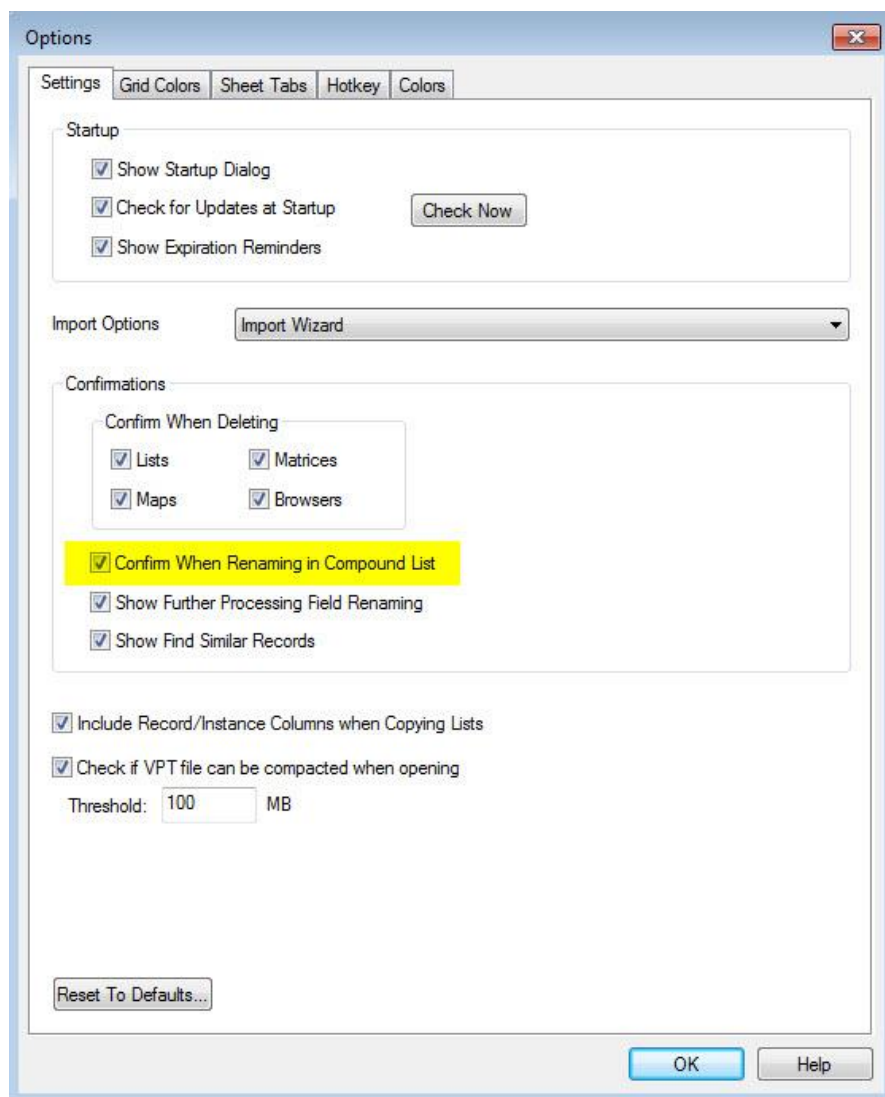 Options
Settings Grid Colors Sheet Tabs Hotkey Colors
Startup
Show Startup Dialog
Check for Updates at Startup Check Now
Show Expiration Reminders
Import Options Import Wizard
Confirmations
Confirm When Deleting
Lists Matrices
Maps Browsers
Confirm When Renaming in Compound List
Show Further Processing Field Renaming
Show Find Similar Records
Include Record/Instance Columns when Copying Lists
Check if VPT file can be compacted when opening
Threshold: 100 MB
Reset To Defaults...
OK Help